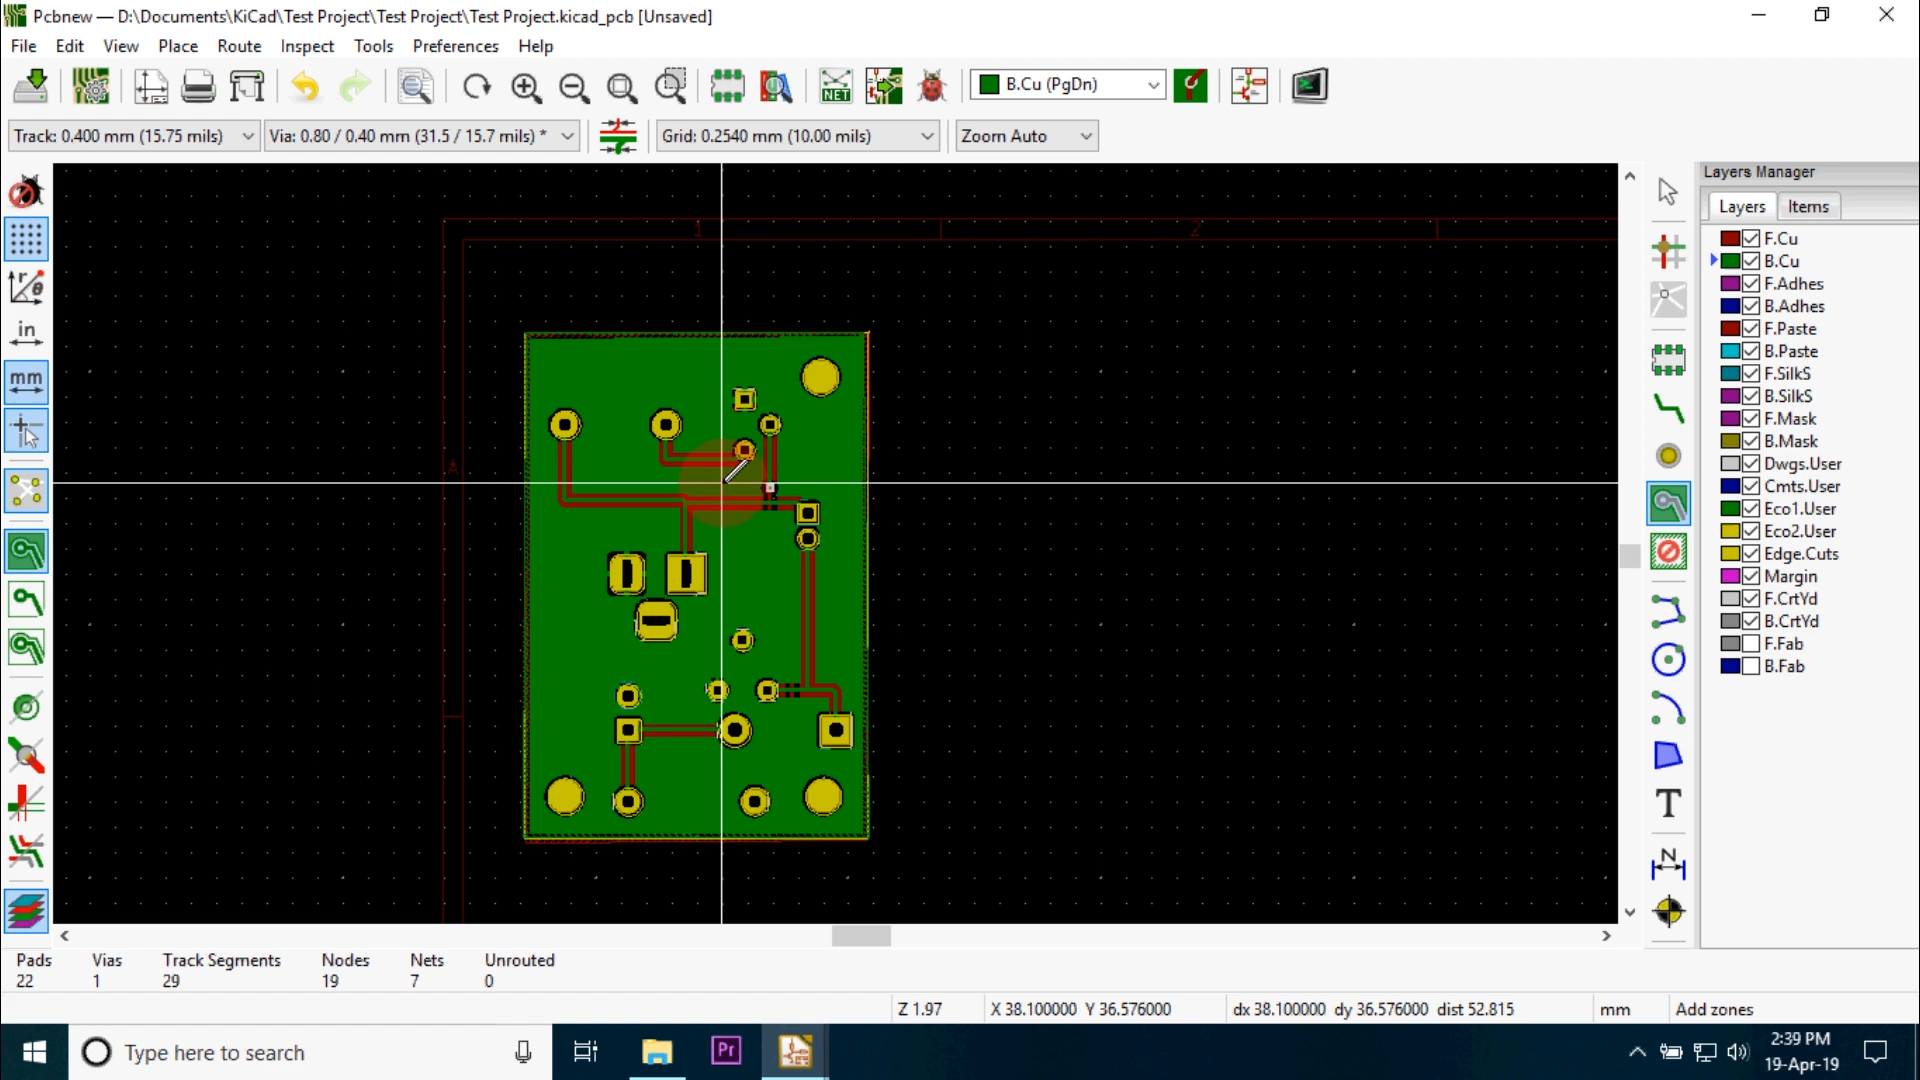 Pcbnew — D:\Documents\KiCad\Test Project\Test Project\Test Project.kicad_pcb [Unsaved]
File Edit View Place Route Inspect Tools Preferences Help
NET
B.Cu (PgDn)
Track: 0.400 mm (15.75 mils)
Via: 0.80 / 0.40 mm (31.5 / 15.7 mils) *
Grid: 0.2540 mm (10.00 mils)
Zoom Auto
in
mm
1
2
A
T
N
Layers Manager
Layers Items
F.Cu
B.Cu
F.Adhes
B.Adhes
F.Paste
B.Paste
F.SilkS
B.SilkS
F.Mask
B.Mask
Dwgs.User
Cmts.User
Eco1.User
Eco2.User
Edge.Cuts
Margin
F.CrtYd
B.CrtYd
F.Fab
B.Fab
Pads Vias Track Segments Nodes Nets Unrouted
22 1 29 19 7 0
Z 1.97 X 38.100000 Y 36.576000 dx 38.100000 dy 36.576000 dist 52.815 mm Add zones
Type here to search
Pr
2:39 PM
19-Apr-19